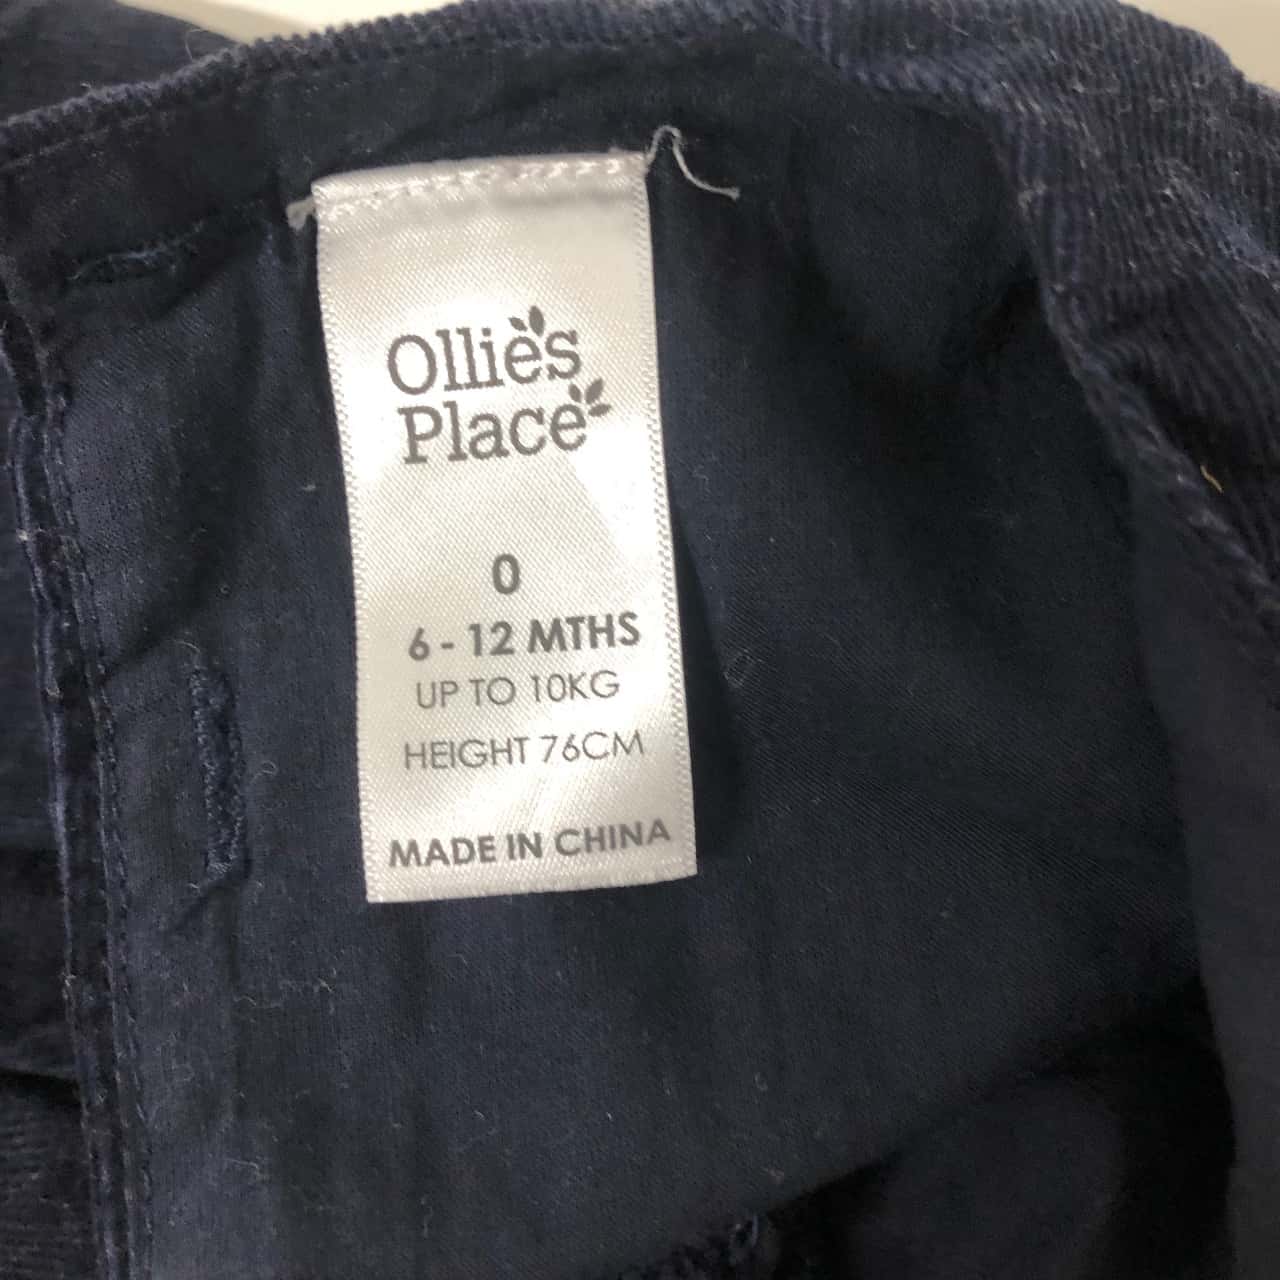 Ollie's
Place
0
6 - 12 MTHS
UP TO 10KG
HEIGHT 76CM
MADE IN CHINA